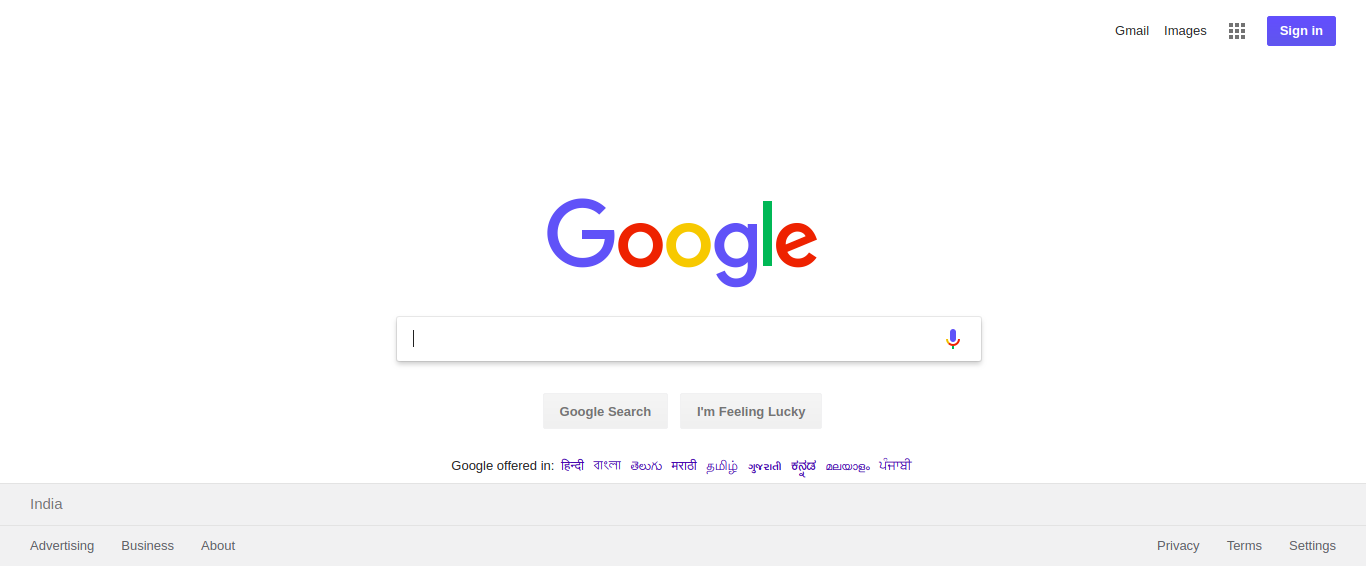 Gmail Images Sign in
Google
Google Search I'm Feeling Lucky
Google offered in: हिन्दी বাংলা తెలుగు मराठी தமிழ் ગુજરાતી ಕನ್ನಡ മലയാളം ਪੰਜਾਬੀ
India
Advertising Business About Privacy Terms Settings